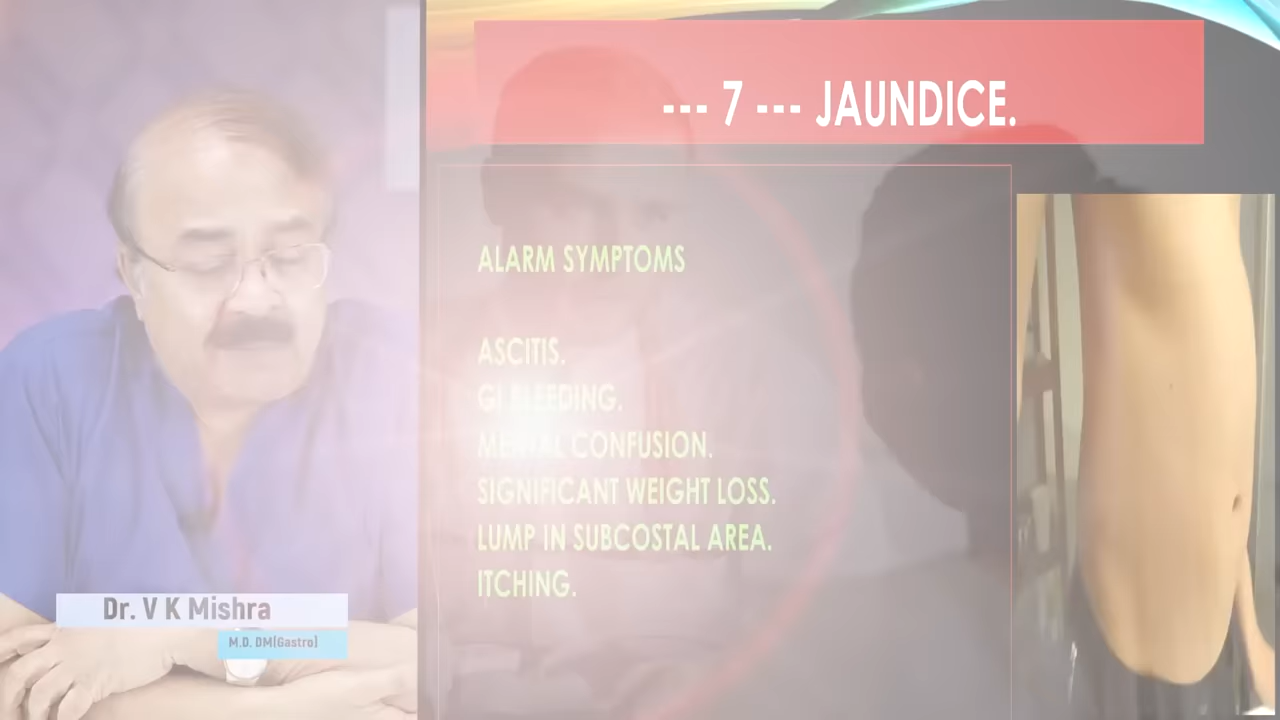 --- 7 --- JAUNDICE.
ALARM SYMPTOMS
ASCITIS.
GI BLEEDING.
MENTAL CONFUSION.
SIGNIFICANT WEIGHT LOSS.
LUMP IN SUBCOSTAL AREA.
ITCHING.
Dr. V K Mishra
M.D. DM(Gastro)